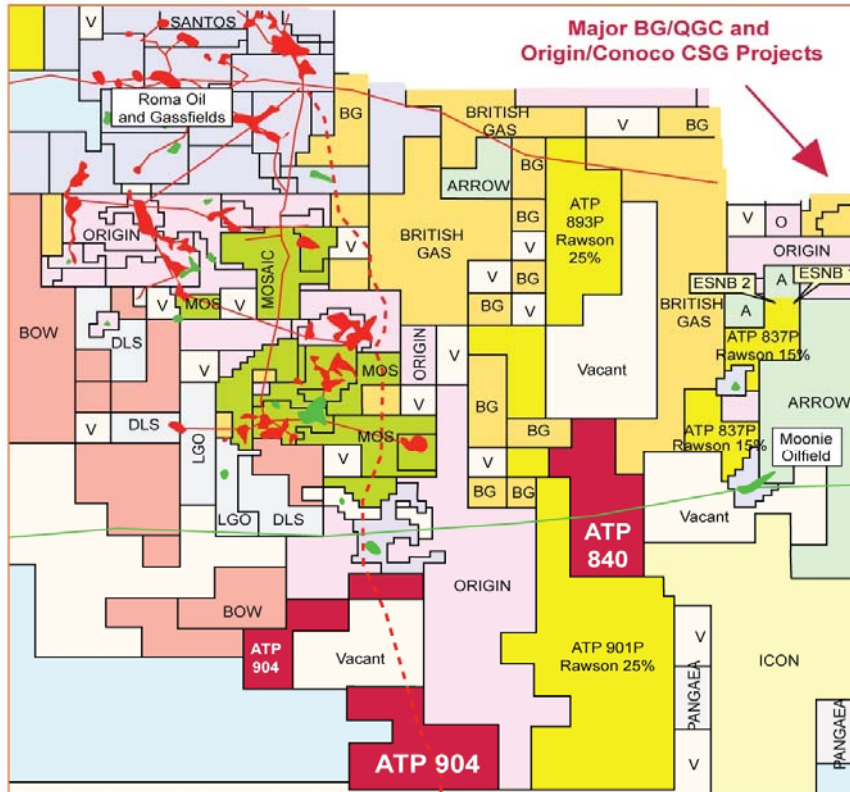 SANTOS
V
Major BG/QGC and
Origin/Conoco CSG Projects
Roma Oil
and Gassfields
BG
BRITISH
GAS
V
BG
ARROW
BG
ATP
893P
Rawson
25%
ORIGIN
MOSAIC
V
BRITISH
GAS
BG
V
BG
V
O
ORIGIN
ESNB 2
ESNB 1
A
A
BRITISH
GAS
V
BG
V
MOS
V
V
BOW
DLS
ORIGIN
V
MOS
Vacant
ATP 837P
Rawson 15%
ARROW
V
DLS
LGO
V
MOS
BG
BG
ATP 837P
Rawson 15%
Moonie
Oilfield
V
V
BG
BG
LGO
DLS
ATP
840
Vacant
BOW
ORIGIN
ATP
904
Vacant
ATP 901P
Rawson 25%
V
PANGAEA
V
ICON
PANGAEA
ATP 904